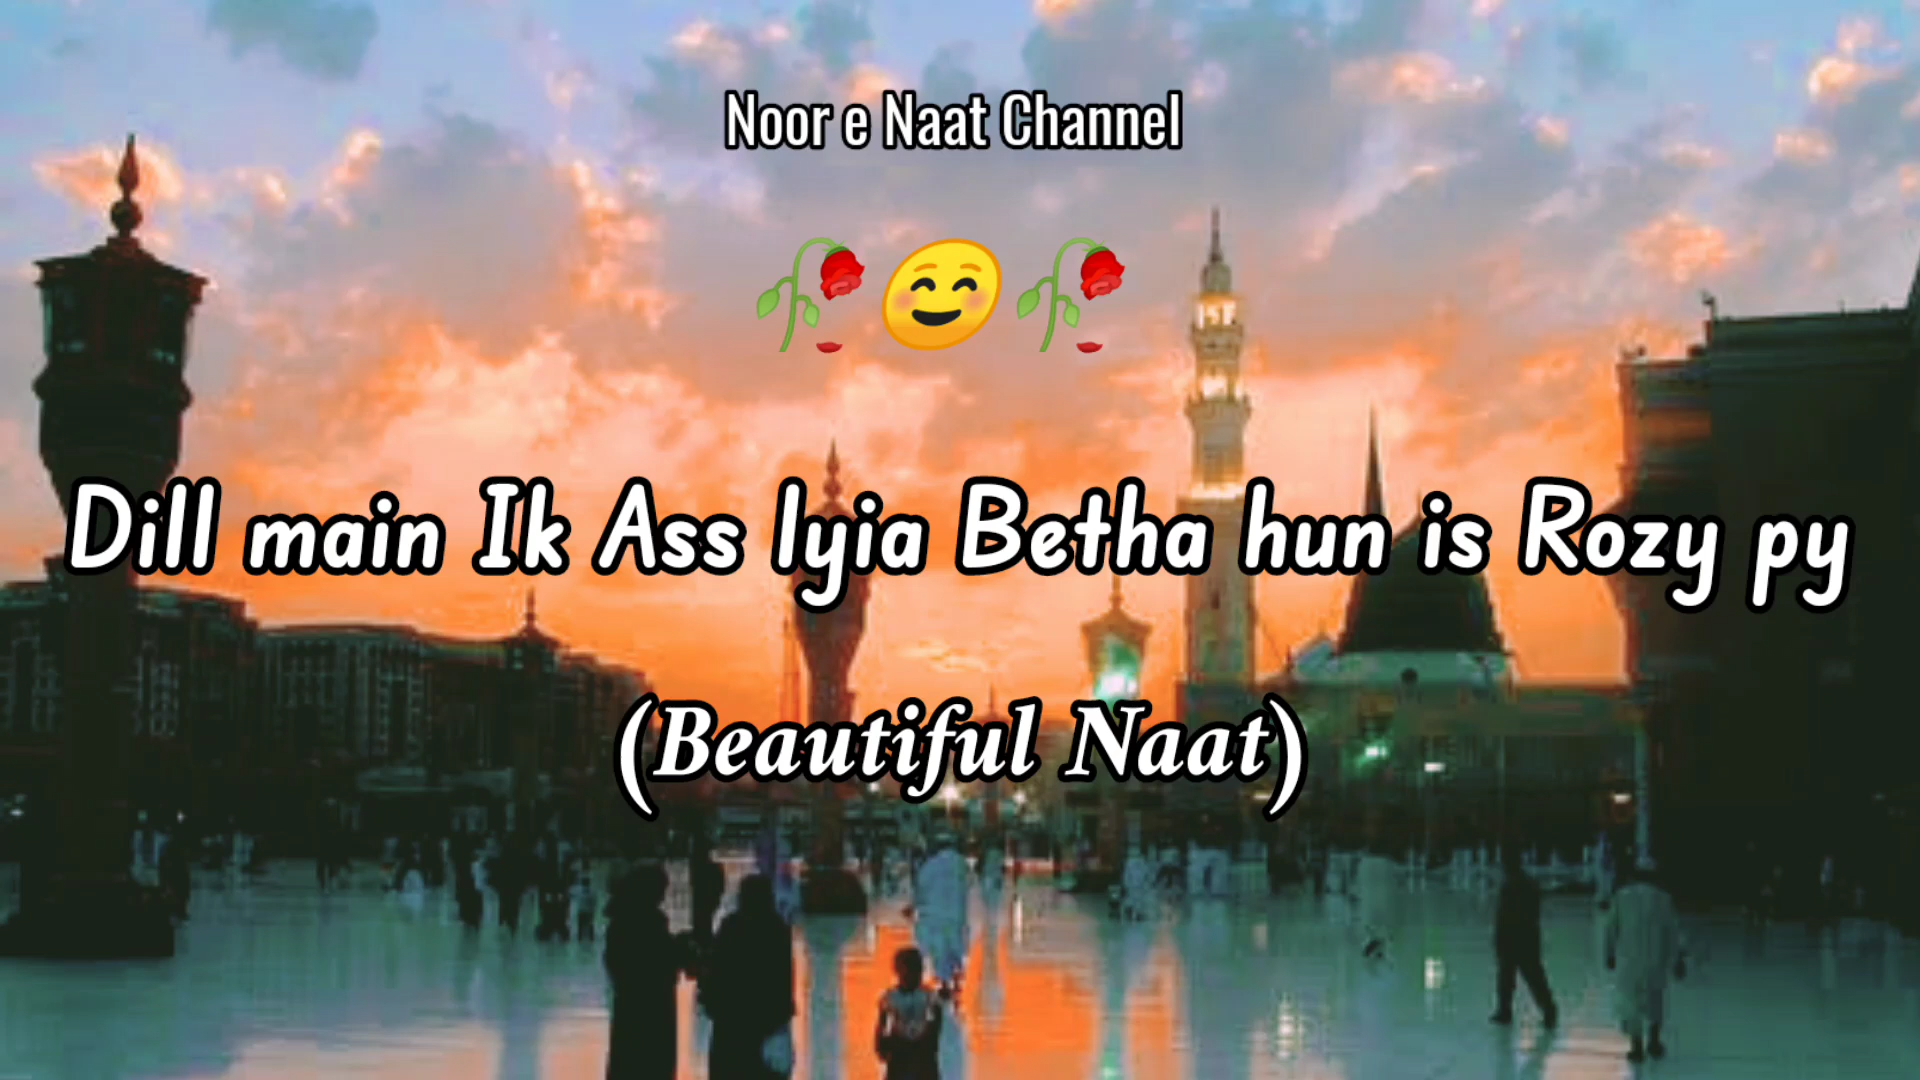 Noor e Naat Channel
🥀☺️🥀
Dill main Ik Ass lyia Betha hun is Rozy py
(Beautiful Naat)